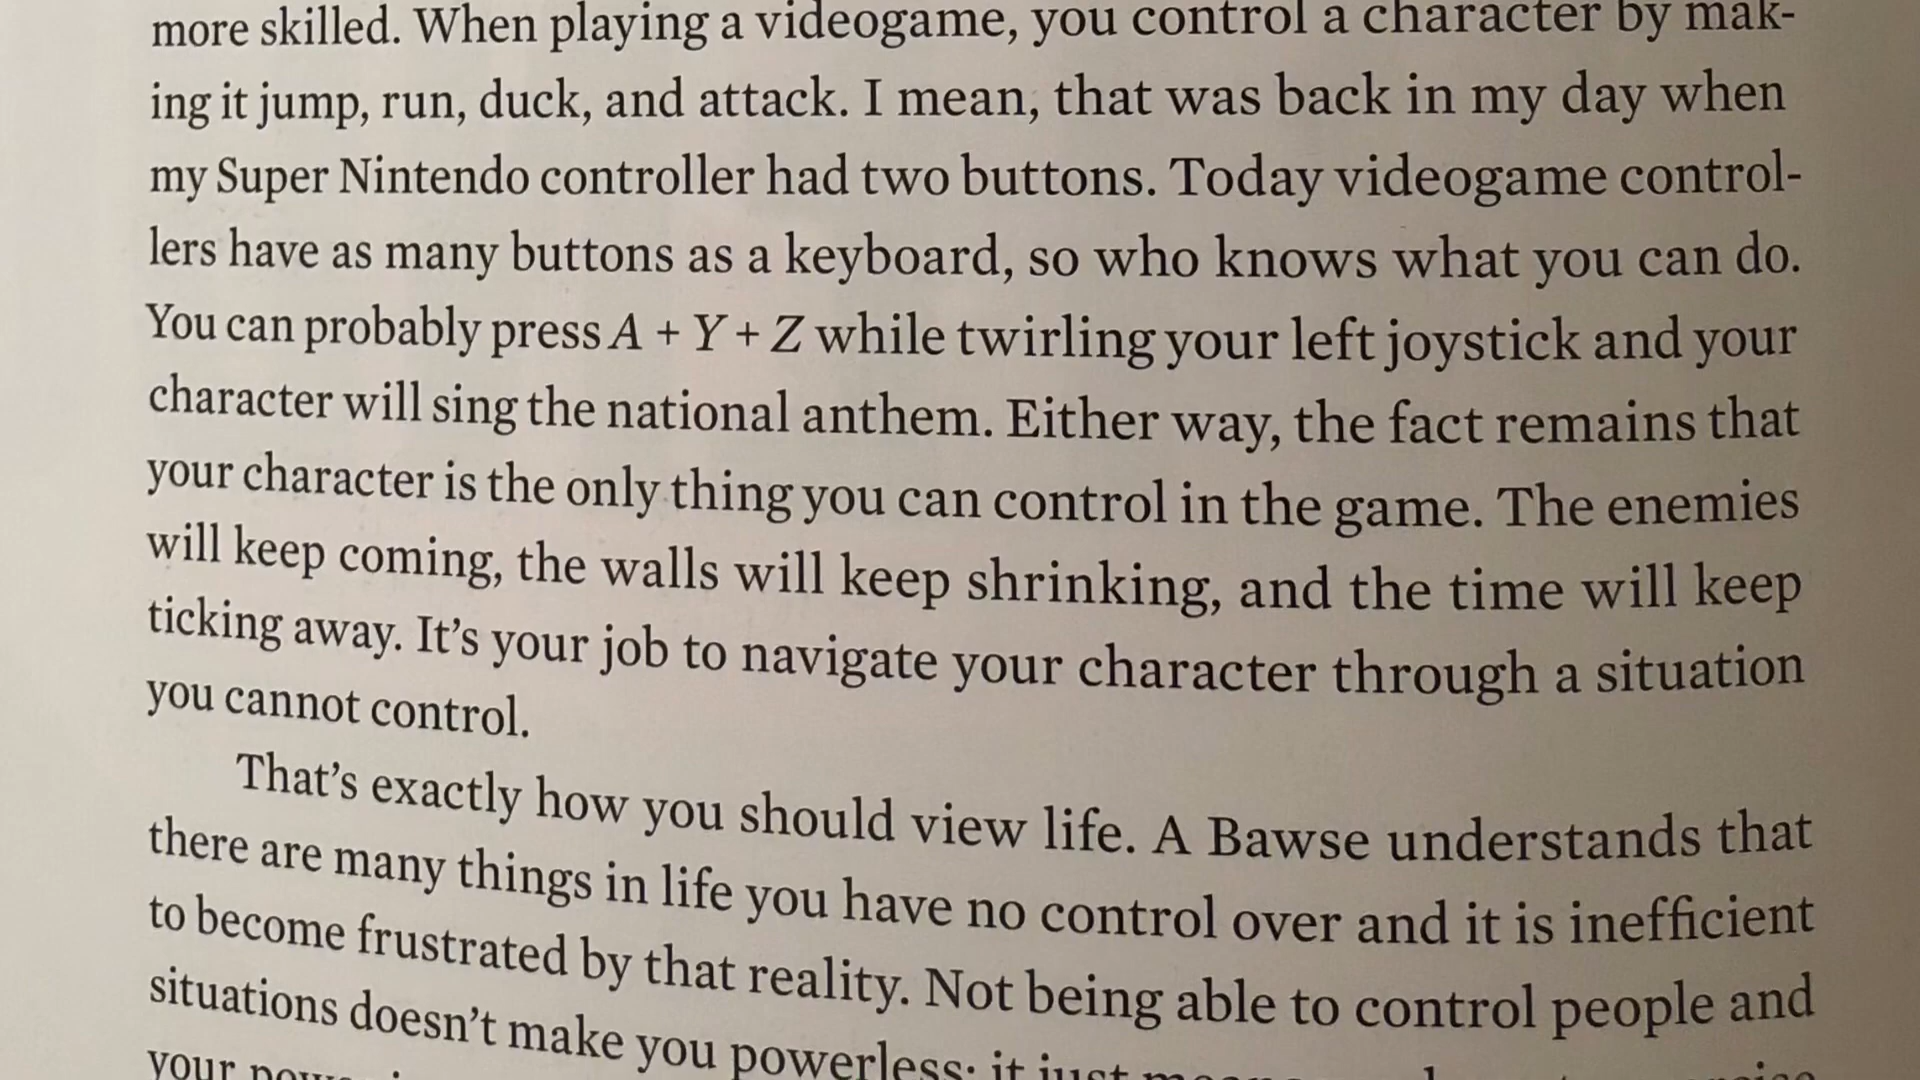 more skilled. When playing a videogame, you control a character by mak-
ing it jump, run, duck, and attack. I mean, that was back in my day when
my Super Nintendo controller had two buttons. Today videogame control-
lers have as many buttons as a keyboard, so who knows what you can do.
You can probably press A + Y + Z while twirling your left joystick and your
character will sing the national anthem. Either way, the fact remains that
your character is the only thing you can control in the game. The enemies
will keep coming, the walls will keep shrinking, and the time will keep
ticking away. It’s your job to navigate your character through a situation
you cannot control.
That’s exactly how you should view life. A Bawse understands that
there are many things in life you have no control over and it is inefficient
to become frustrated by that reality. Not being able to control people and
situations doesn’t make you powerless; it just
your